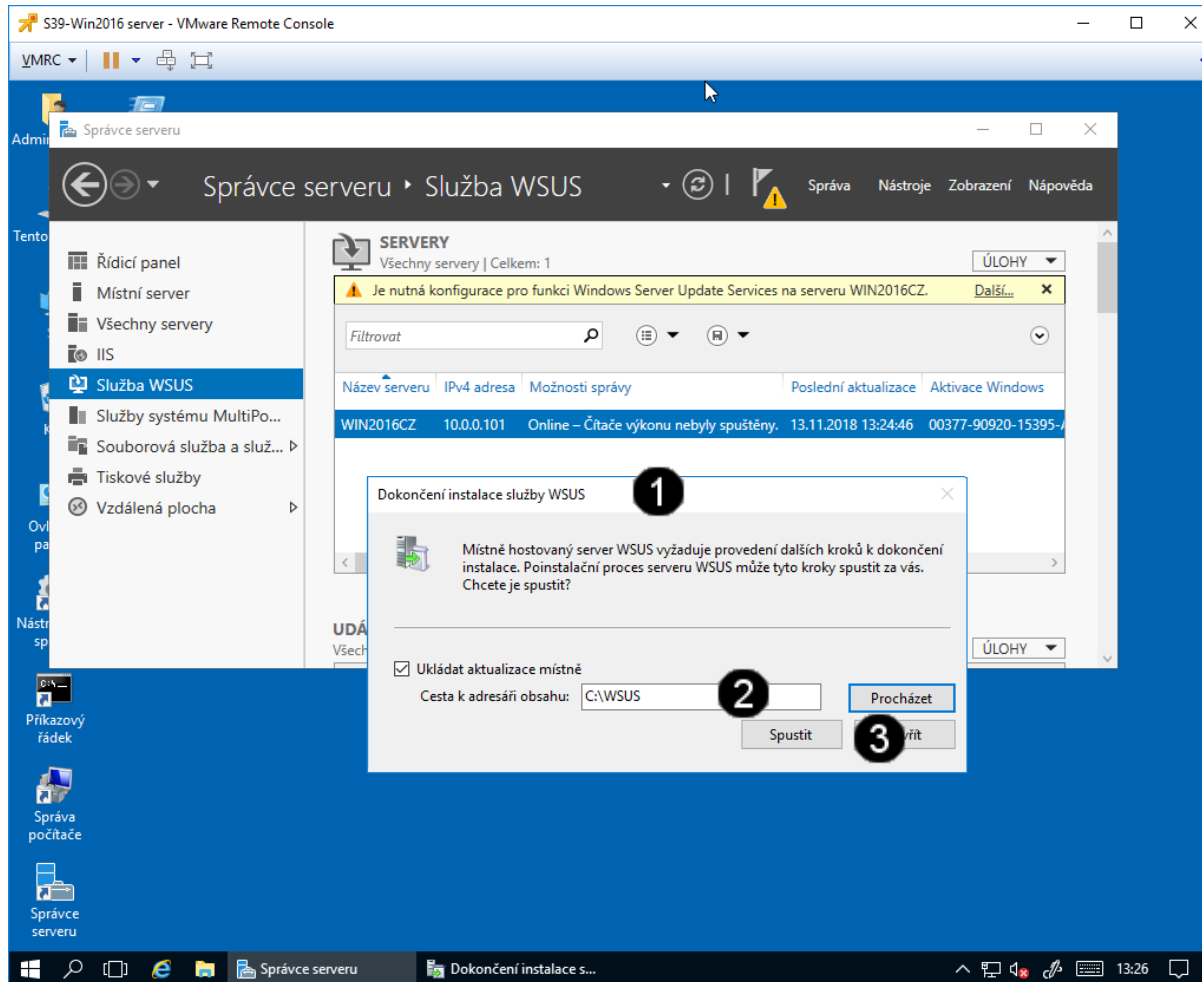 S39-Win2016 server - VMware Remote Console
VMRC
Správce serveru
Správce serveru Služba WSUS
Správa Nástroje Zobrazení Nápověda
Řídicí panel
Místní server
Všechny servery
IIS
Služba WSUS
Služby systému MultiPo...
Souborová služba a služ...
Tiskové služby
Vzdálená plocha
SERVERY
Všechny servery | Celkem: 1
ÚLOHY
Je nutná konfigurace pro funkci Windows Server Update Services na serveru WIN2016CZ. Další...
Filtrovat
Název serveru IPv4 adresa Možnosti správy Poslední aktualizace Aktivace Windows
WIN2016CZ 10.0.0.101 Online – Čítače výkonu nebyly spuštěny. 13.11.2018 13:24:46 00377-90920-15395-
ÚLOHY
Dokončení instalace služby WSUS
1
Místně hostovaný server WSUS vyžaduje provedení dalších kroků k dokončení
instalace. Poinstalační proces serveru WSUS může tyto kroky spustit za vás.
Chcete je spustit?
Ukládat aktualizace místně
Cesta k adresáři obsahu: C:\WSUS
2
Procházet
Spustit
3
Příkazový
řádek
Správa
počítače
Správce
serveru
Správce serveru
Dokončení instalace s...
13:26